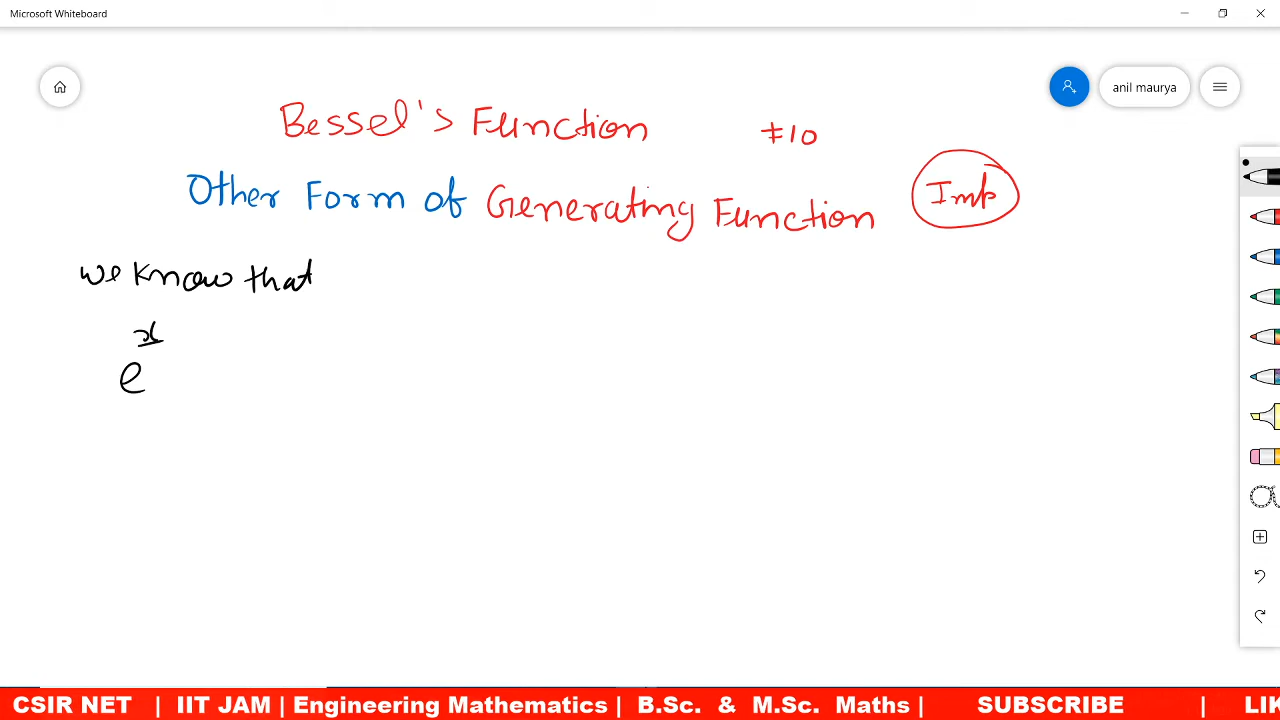 Microsoft Whiteboard
anil maurya
Bessel's Function #10
Other Form of Generating Function Imp
we know that
e^x
CSIR NET | IIT JAM | Engineering Mathematics | B.Sc. & M.Sc. Maths | SUBSCRIBE | LIK